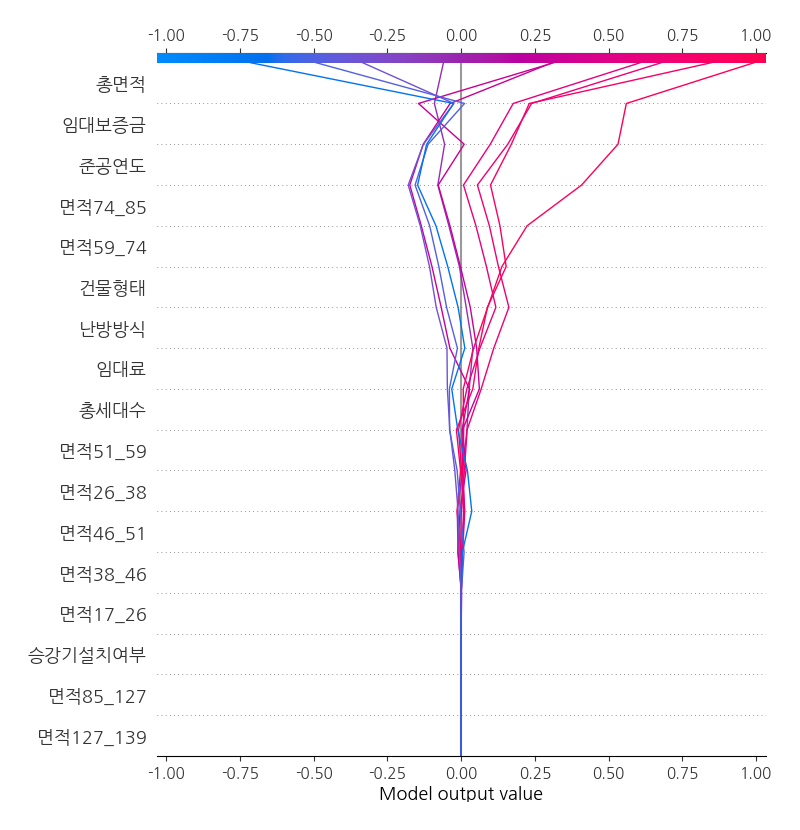 -1.00 -0.75 -0.50 -0.25 0.00 0.25 0.50 0.75 1.00
총면적
임대보증금
준공연도
면적74_85
면적59_74
건물형태
난방방식
임대료
총세대수
면적51_59
면적26_38
면적46_51
면적38_46
면적17_26
승강기설치여부
면적85_127
면적127_139
-1.00 -0.75 -0.50 -0.25 0.00 0.25 0.50 0.75 1.00
Model output value